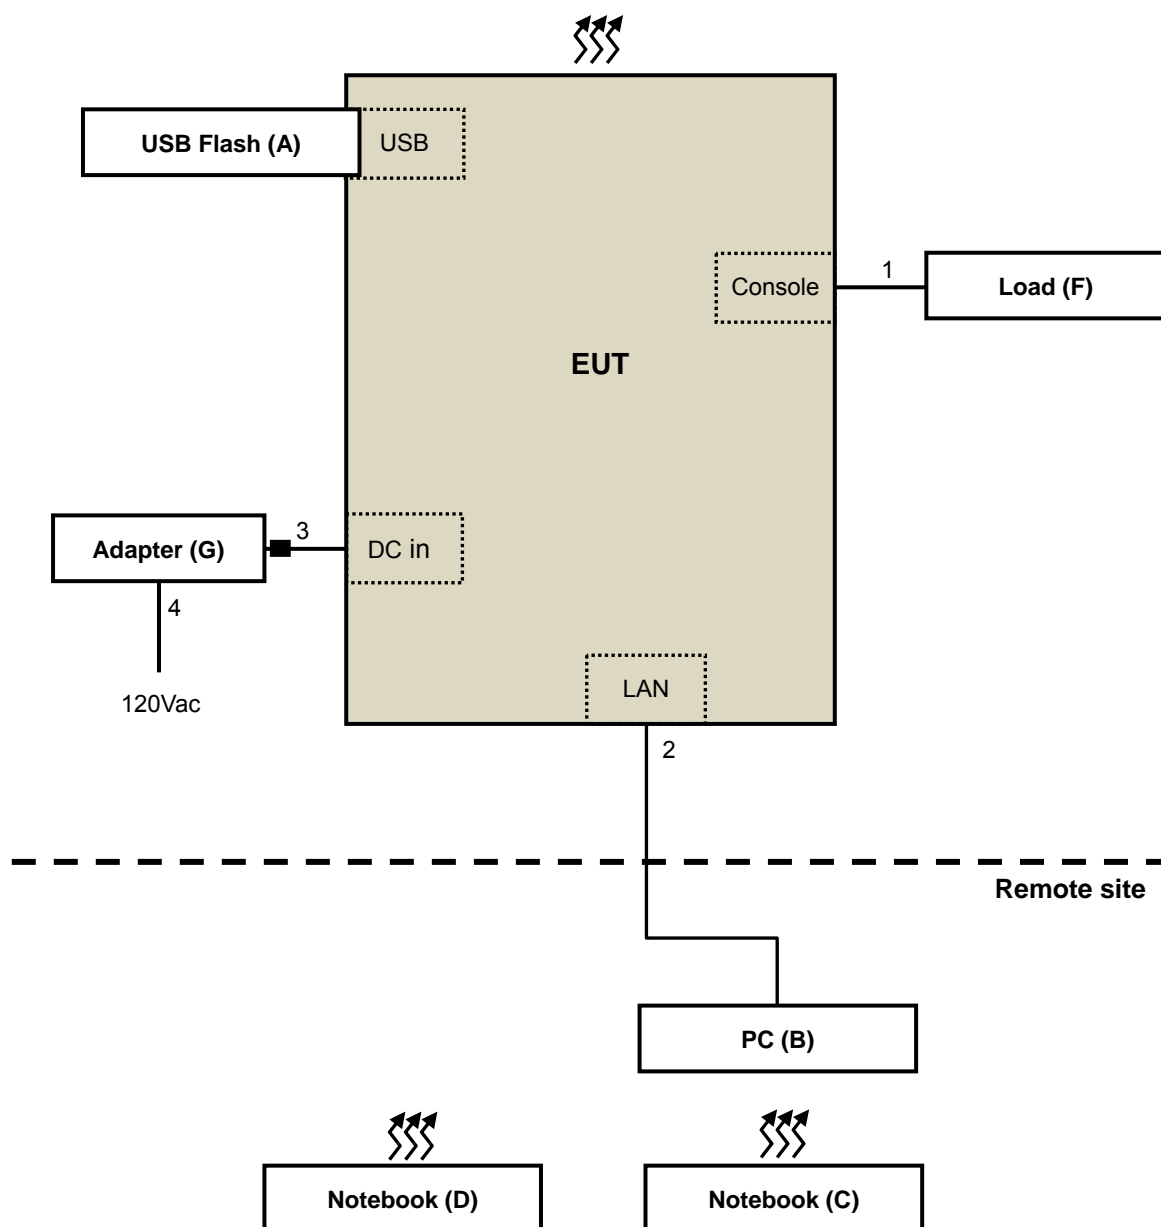 USB Flash (A)
USB
Console
1
Load (F)
EUT
Adapter (G)
3
DC in
4
120Vac
LAN
2
Remote site
PC (B)
Notebook (D)
Notebook (C)